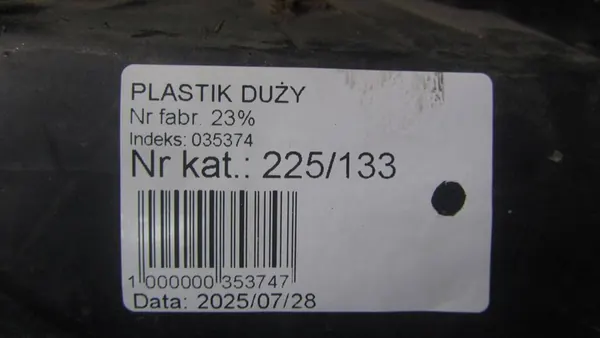 PLASTIK DUŻY
Nr fabr. 23%
Indeks: 035374
Nr kat.: 225/133
1 000000 353747
Data: 2025/07/28